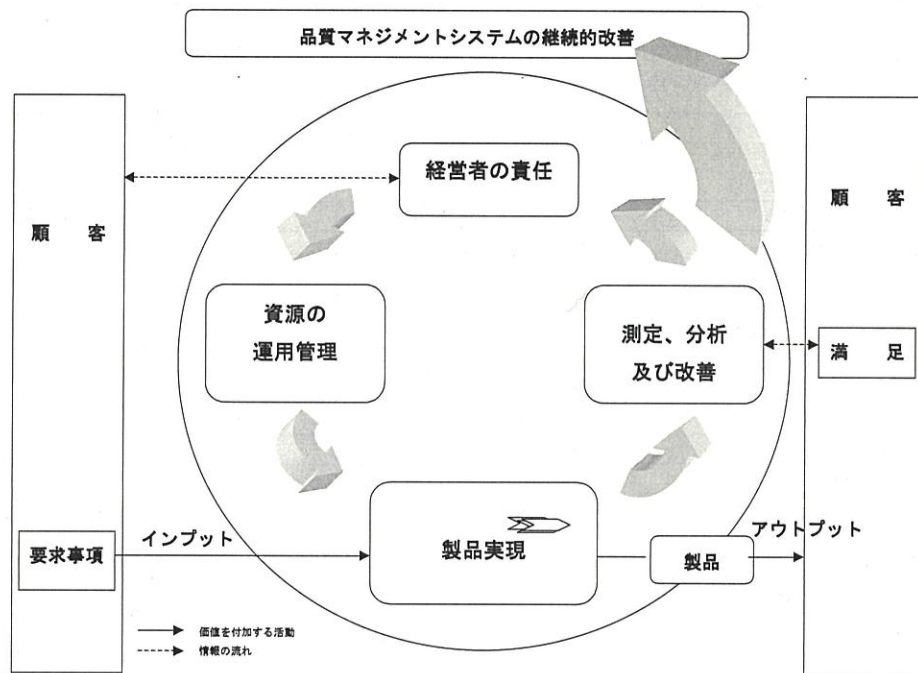 品質マネジメントシステムの継続的改善
経営者の責任
顧 客
顧 客
資源の
運用管理
測定、分析
及び改善
満 足
インプット
アウトプット
要求事項
製品実現
製品
価値を付加する活動
情報の流れ